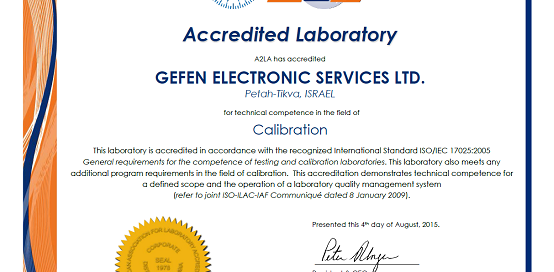 Accredited Laboratory
A2LA has accredited
GEFEN ELECTRONIC SERVICES LTD.
Petah-Tikva, ISRAEL
for technical competence in the field of
Calibration
This laboratory is accredited in accordance with the recognized International Standard ISO/IEC 17025:2005
General requirements for the competence of testing and calibration laboratories. This laboratory also meets any
additional program requirements in the field of calibration. This accreditation demonstrates technical competence for
a defined scope and the operation of a laboratory quality management system
(refer to joint ISO-ILAC-IAF Communiqué dated 8 January 2009).
Presented this 4th day of August, 2015.
CORPORATE
SEAL
1978